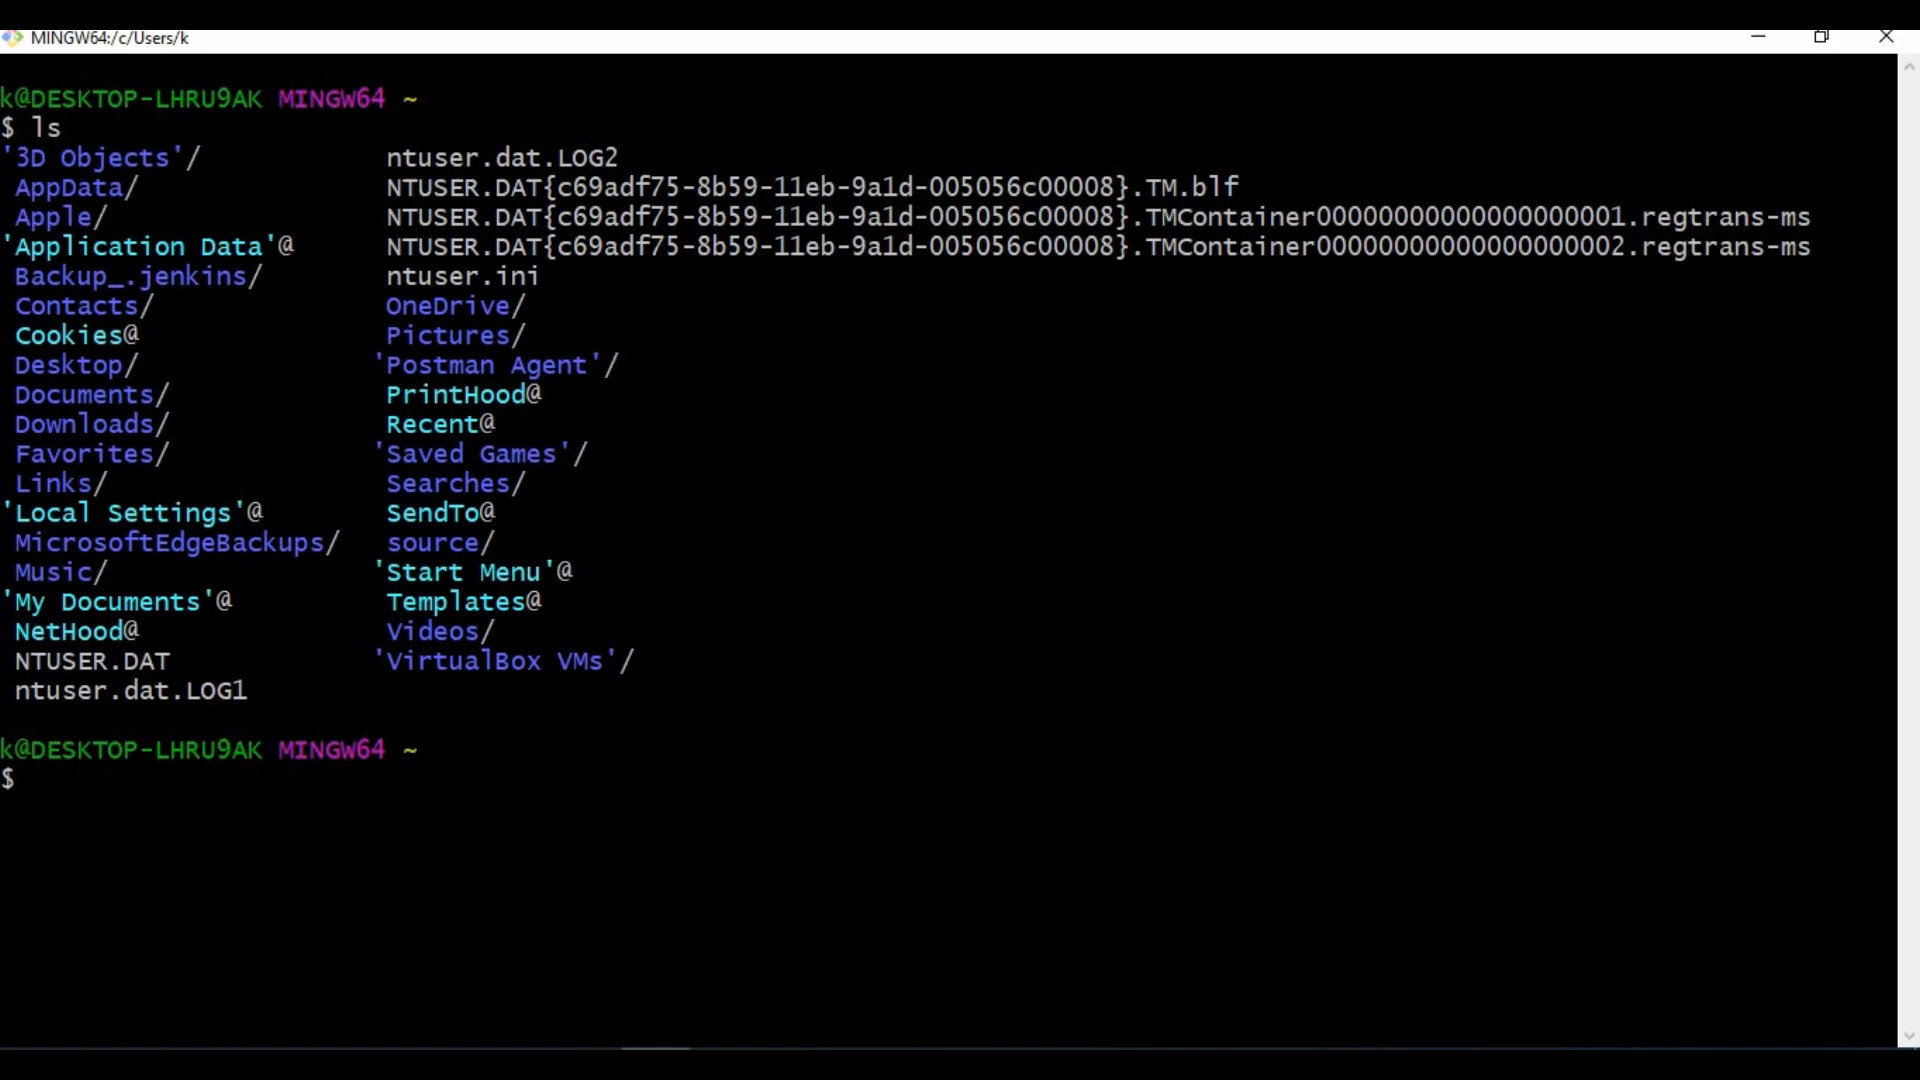 MINGW64:/c/Users/k
k@DESKTOP-LHRU9AK MINGW64 ~
$ ls
'3D Objects'/ ntuser.dat.LOG2
AppData/ NTUSER.DAT{c69adf75-8b59-11eb-9a1d-005056c00008}.TM.blf
Apple/ NTUSER.DAT{c69adf75-8b59-11eb-9a1d-005056c00008}.TMContainer00000000000000000001.regtrans-ms
'Application Data'@ NTUSER.DAT{c69adf75-8b59-11eb-9a1d-005056c00008}.TMContainer00000000000000000002.regtrans-ms
Backup_.jenkins/ ntuser.ini
Contacts/ OneDrive/
Cookies@ Pictures/
Desktop/ 'Postman Agent'/
Documents/ PrintHood@
Downloads/ Recent@
Favorites/ 'Saved Games'/
Links/ Searches/
'Local Settings'@ SendTo@
MicrosoftEdgeBackups/ source/
Music/ 'Start Menu'@
'My Documents'@ Templates@
NetHood@ Videos/
NTUSER.DAT 'VirtualBox VMs'/
ntuser.dat.LOG1
k@DESKTOP-LHRU9AK MINGW64 ~
$